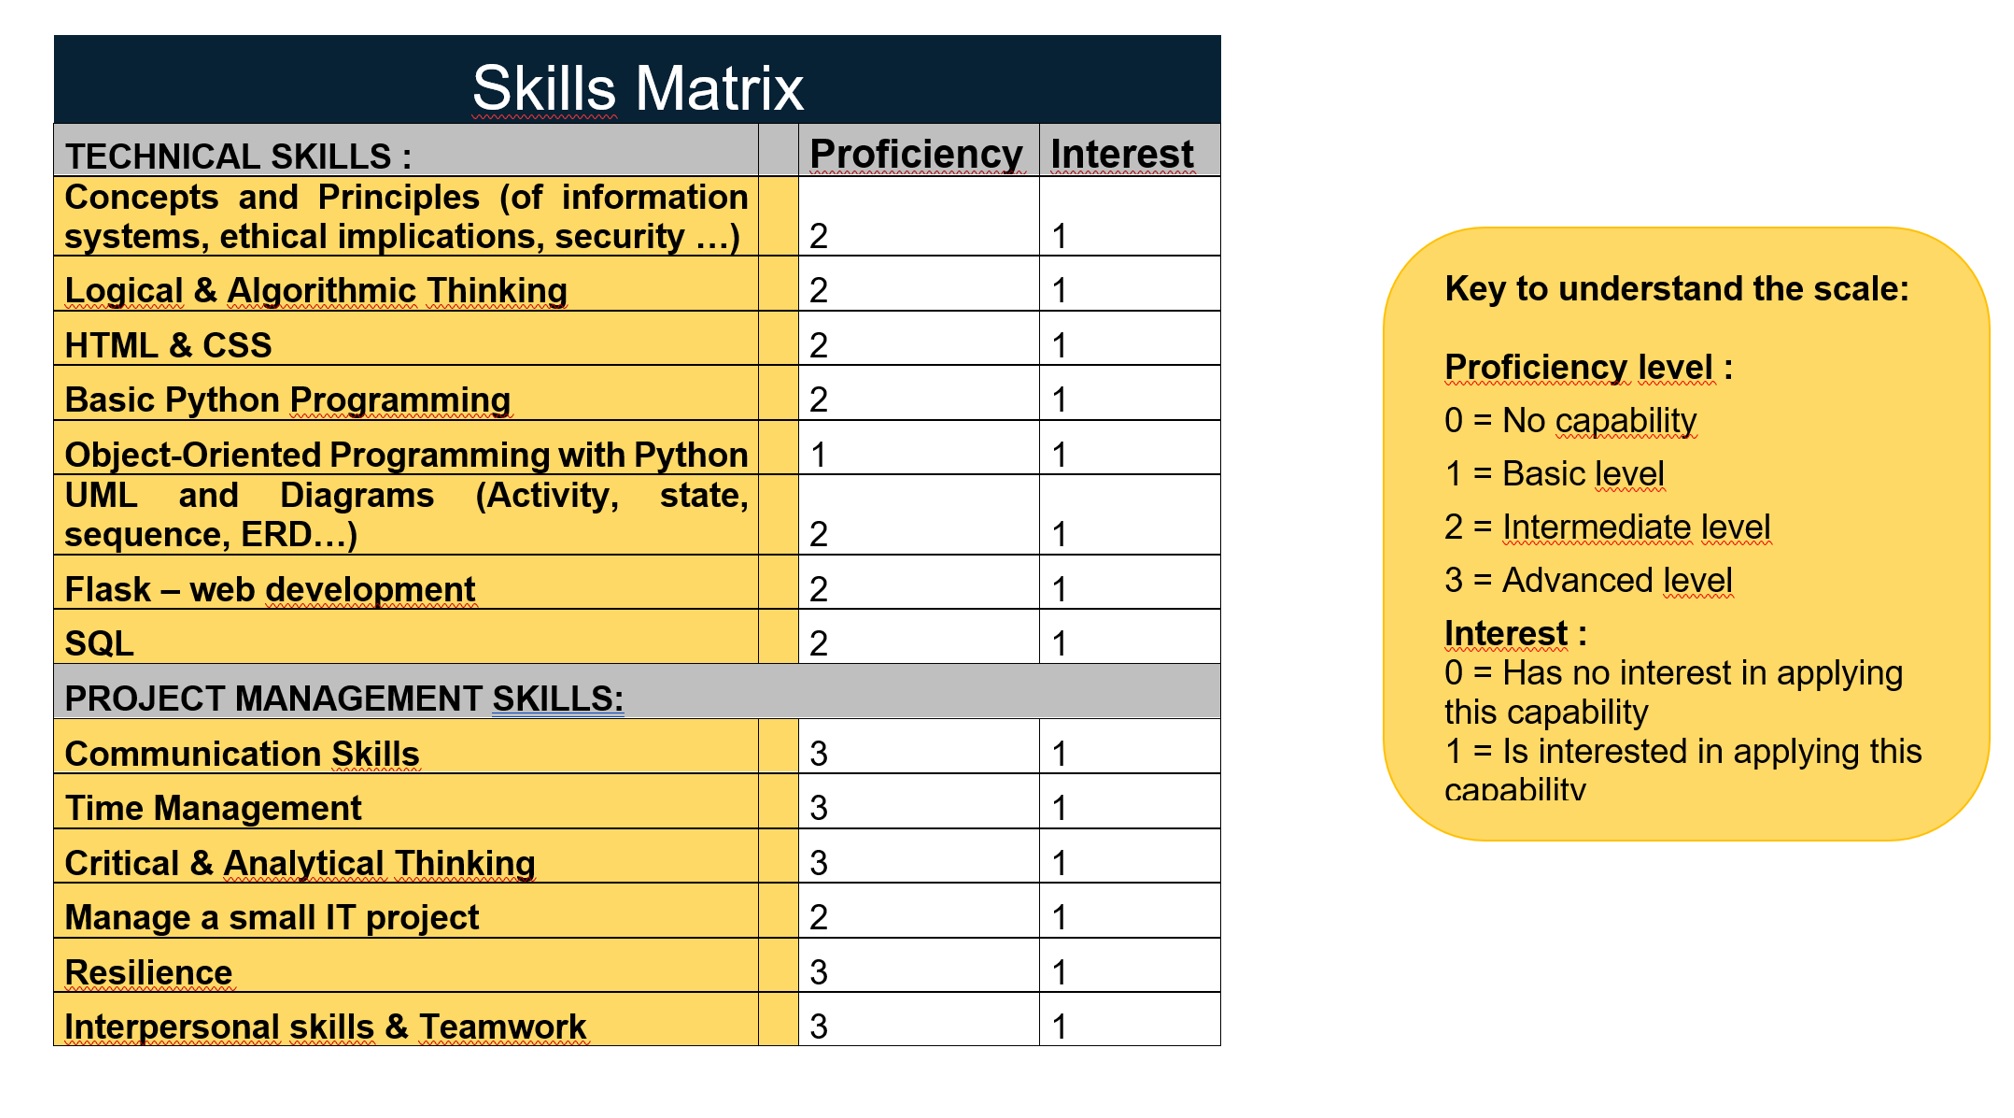 Skills Matrix
TECHNICAL SKILLS : Proficiency Interest
Concepts and Principles (of information
systems, ethical implications, security …) 2 1
Logical & Algorithmic Thinking 2 1
HTML & CSS 2 1
Basic Python Programming 2 1
Object-Oriented Programming with Python 1 1
UML and Diagrams (Activity, state,
sequence, ERD…) 2 1
Flask – web development 2 1
SQL 2 1
PROJECT MANAGEMENT SKILLS:
Communication Skills 3 1
Time Management 3 1
Critical & Analytical Thinking 3 1
Manage a small IT project 2 1
Resilience 3 1
Interpersonal skills & Teamwork 3 1
Key to understand the scale:
Proficiency level :
0 = No capability
1 = Basic level
2 = Intermediate level
3 = Advanced level
Interest :
0 = Has no interest in applying
this capability
1 = Is interested in applying this
capability